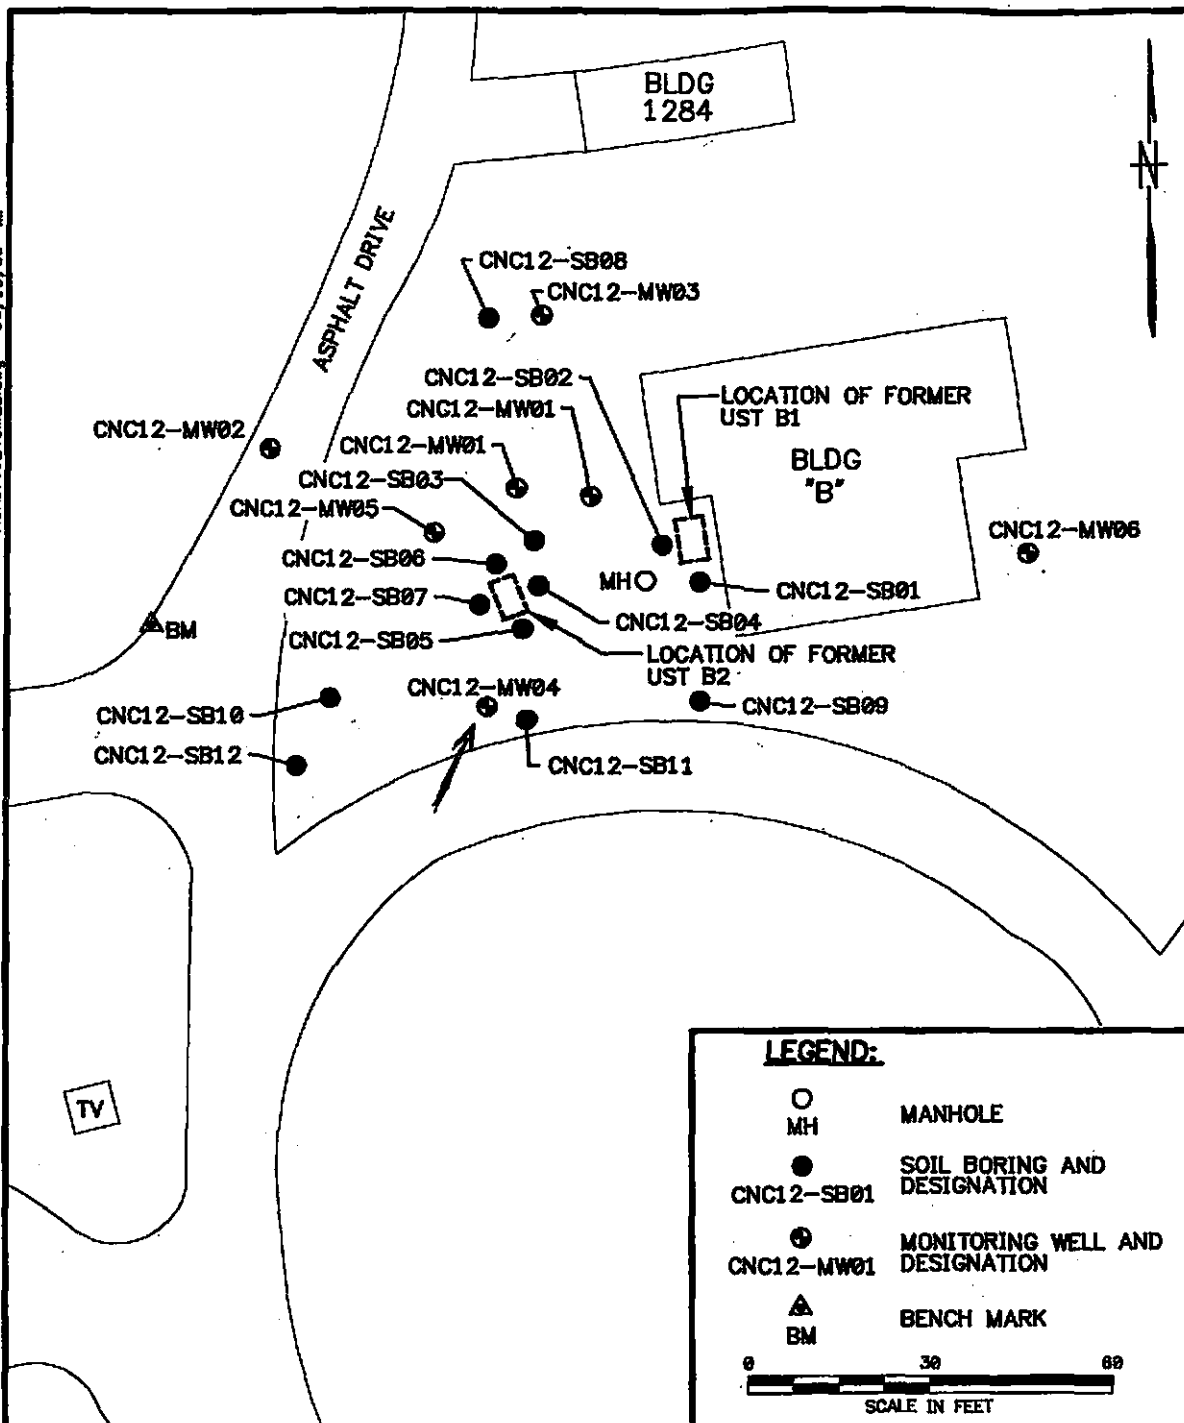 BLDG
1284
N
ASPHALT DRIVE
CNC12-SB08
CNC12-MW03
CNC12-SB02
LOCATION OF FORMER
UST B1
CNC12-MW01
CNC12-MW02
CNC12-MW01
BLDG
"B"
CNC12-SB03
CNC12-MW05
CNC12-MW06
CNC12-SB06
MH
CNC12-SB01
CNC12-SB07
CNC12-SB04
BM
CNC12-SB05
LOCATION OF FORMER
UST B2
CNC12-MW04
CNC12-SB10
CNC12-SB09
CNC12-SB12
CNC12-SB11
TV
LEGEND:
MH
MANHOLE
CNC12-SB01
SOIL BORING AND
DESIGNATION
CNC12-MW01
MONITORING WELL AND
DESIGNATION
BM
BENCH MARK
0 30 60
SCALE IN FEET